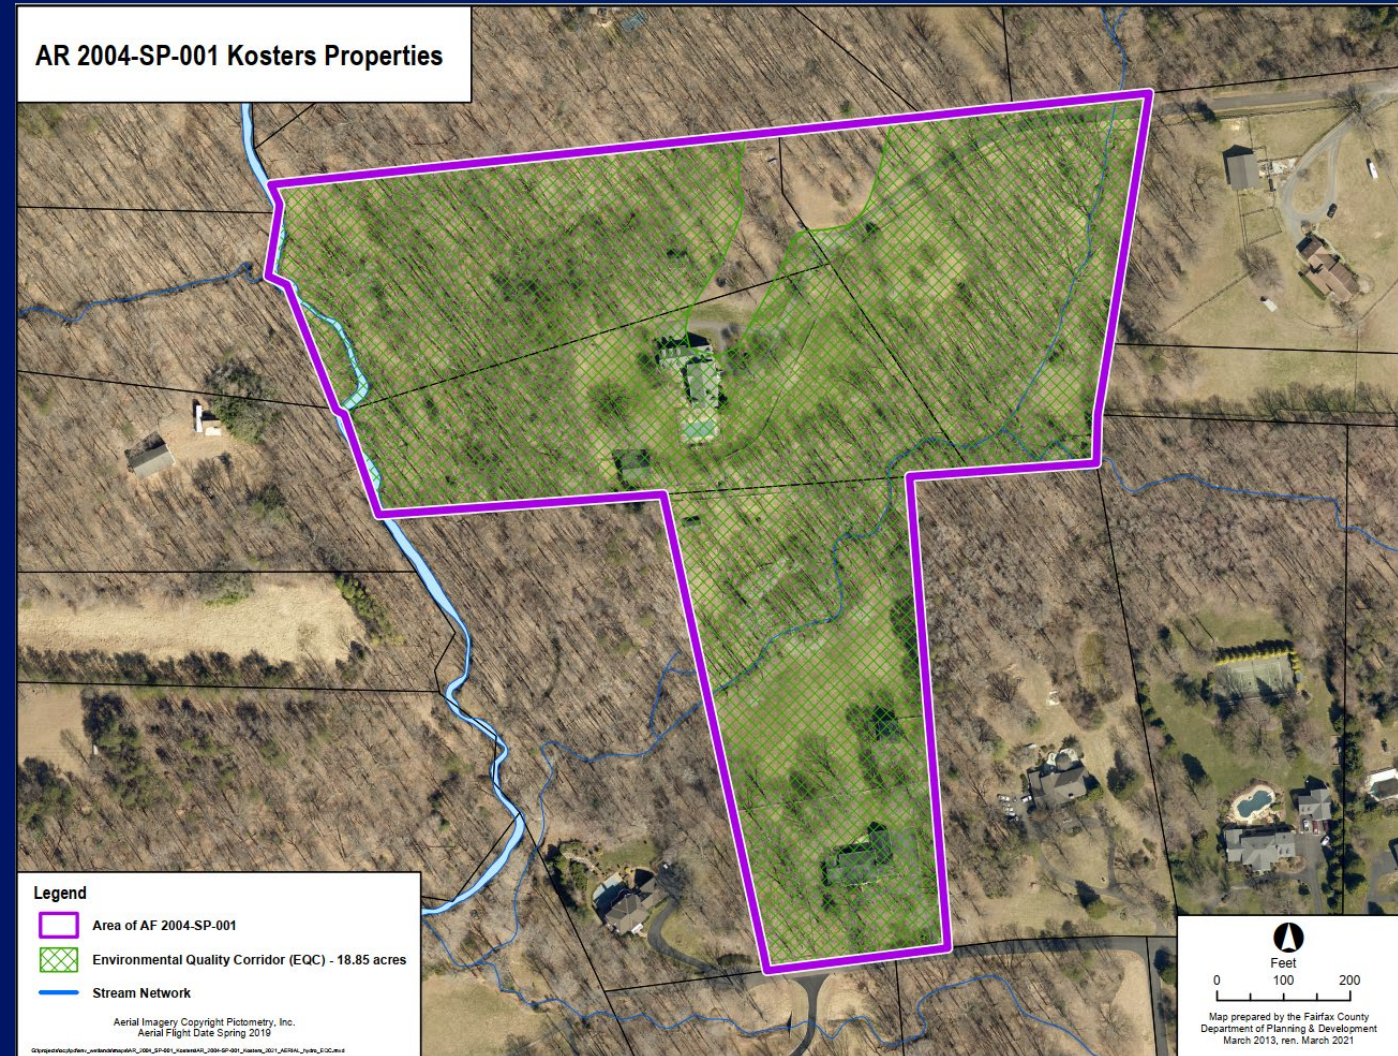 AR 2004-SP-001 Kosters Properties
Legend
Area of AF 2004-SP-001
Environmental Quality Corridor (EQC) - 18.85 acres
Stream Network
Aerial Imagery Copyright Pictometry, Inc.
Aerial Flight Date Spring 2019
Feet
0 100 200
Map prepared by the Fairfax County
Department of Planning & Development
March 2013, ren. March 2021